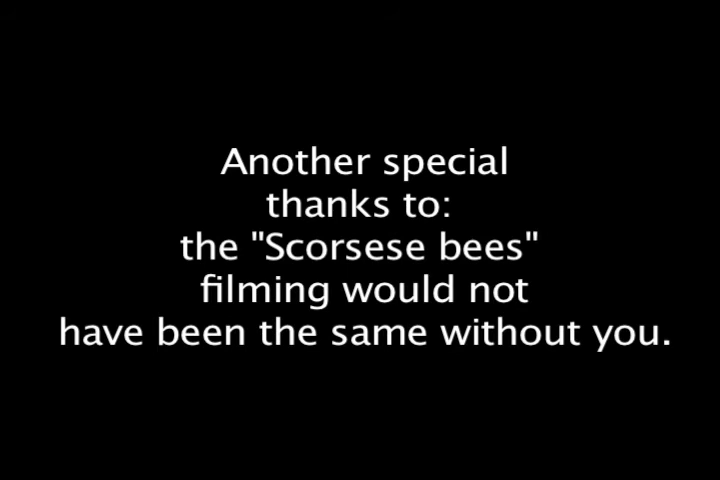 Another special
thanks to:
the "Scorsese bees"
filming would not
have been the same without you.